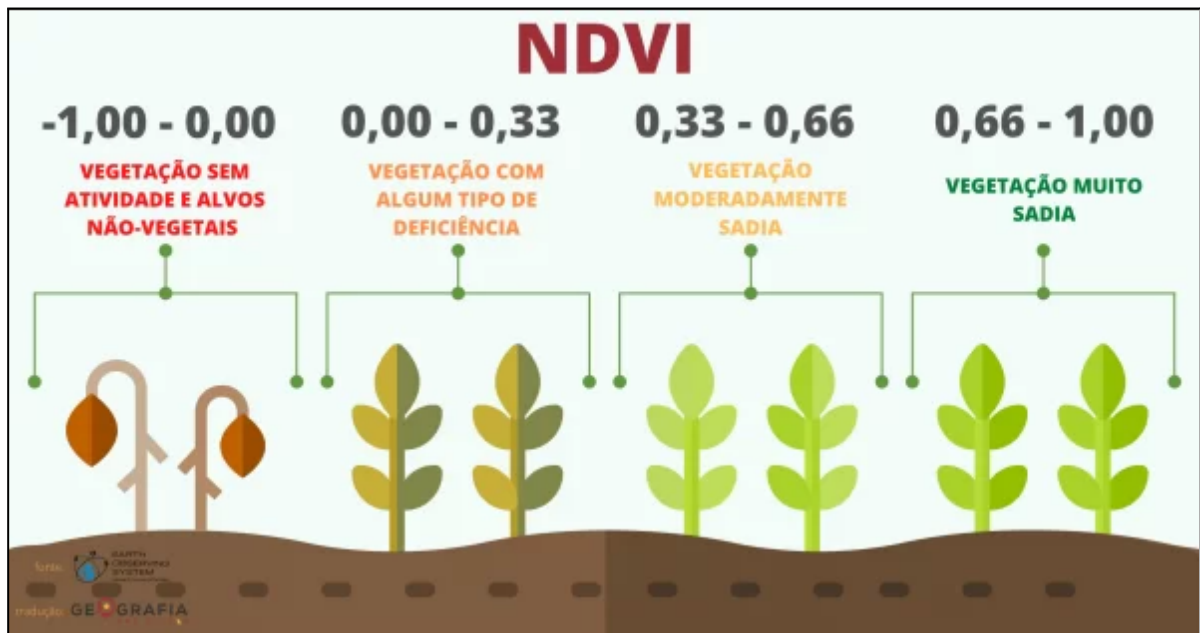 NDVI
-1,00 - 0,00
VEGETAÇÃO SEM
ATIVIDADE E ALVOS
NÃO-VEGETAIS
0,00 - 0,33
VEGETAÇÃO COM
ALGUM TIPO DE
DEFICIÊNCIA
0,33 - 0,66
VEGETAÇÃO
MODERADAMENTE
SADIA
0,66 - 1,00
VEGETAÇÃO MUITO
SADIA
fonte:
EARTH
OBSERVING
SYSTEM
tradução:
GEOGRAFIA